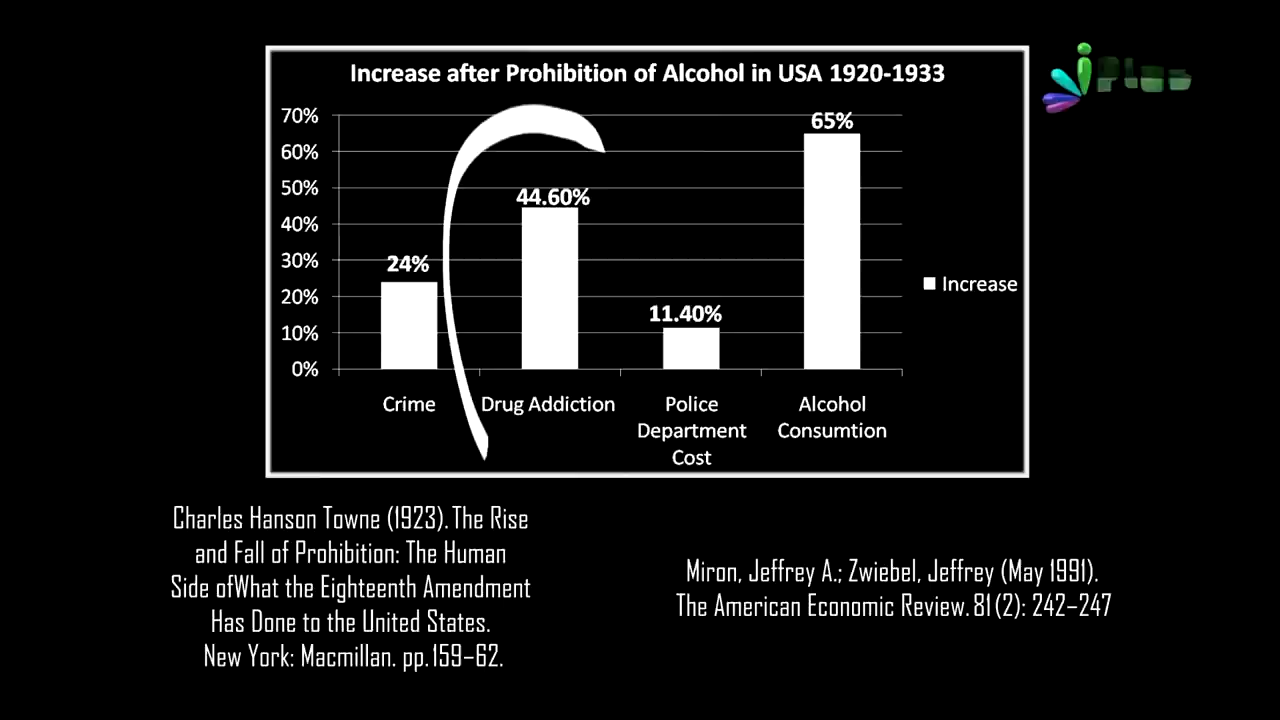 Increase after Prohibition of Alcohol in USA 1920-1933
iPlus
70%
60%
50%
40%
30%
20%
10%
0%
24%
44.60%
11.40%
65%
Increase
Crime
Drug Addiction
Police
Department
Cost
Alcohol
Consumtion
Charles Hanson Towne (1923). The Rise
and Fall of Prohibition: The Human
Side ofWhat the Eighteenth Amendment
Has Done to the United States.
New York: Macmillan. pp. 159–62.
Miron, Jeffrey A.; Zwiebel, Jeffrey (May 1991).
The American Economic Review. 81 (2): 242–247